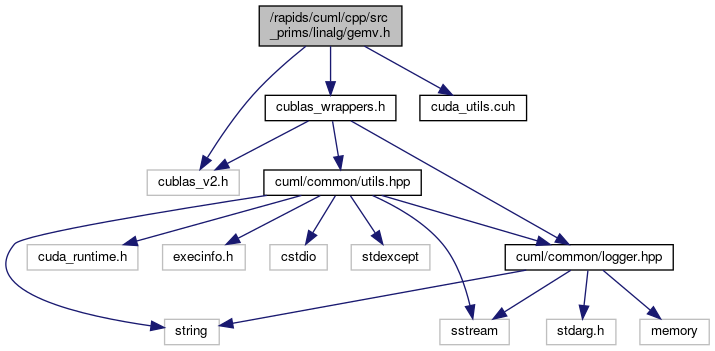 /rapids/cuml/cpp/src
_prims/linalg/gemv.h
cublas_wrappers.h
cuda_utils.cuh
cublas_v2.h
cuml/common/utils.hpp
cuda_runtime.h
execinfo.h
cstdio
stdexcept
cuml/common/logger.hpp
string
sstream
stdarg.h
memory